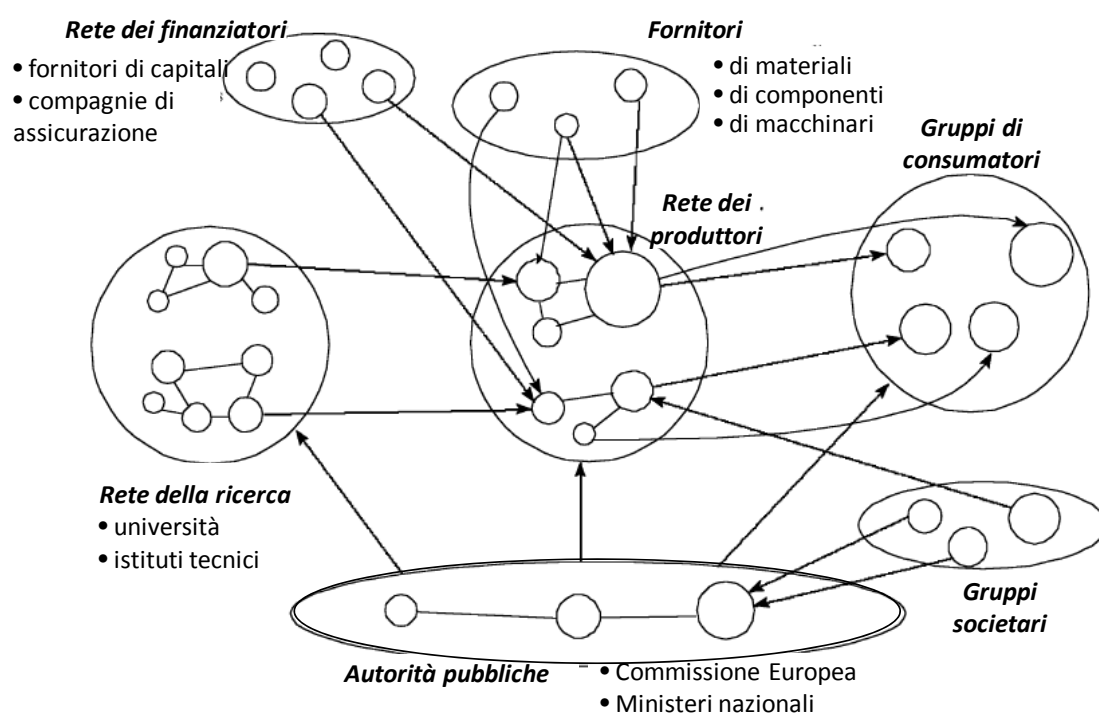 Rete dei finanziatori
• fornitori di capitali
• compagnie di
assicurazione
Fornitori
• di materiali
• di componenti
• di macchinari
Gruppi di
consumatori
Rete dei
produttori
Rete della ricerca
• università
• istituti tecnici
Gruppi
societari
Autorità pubbliche
• Commissione Europea
• Ministeri nazionali